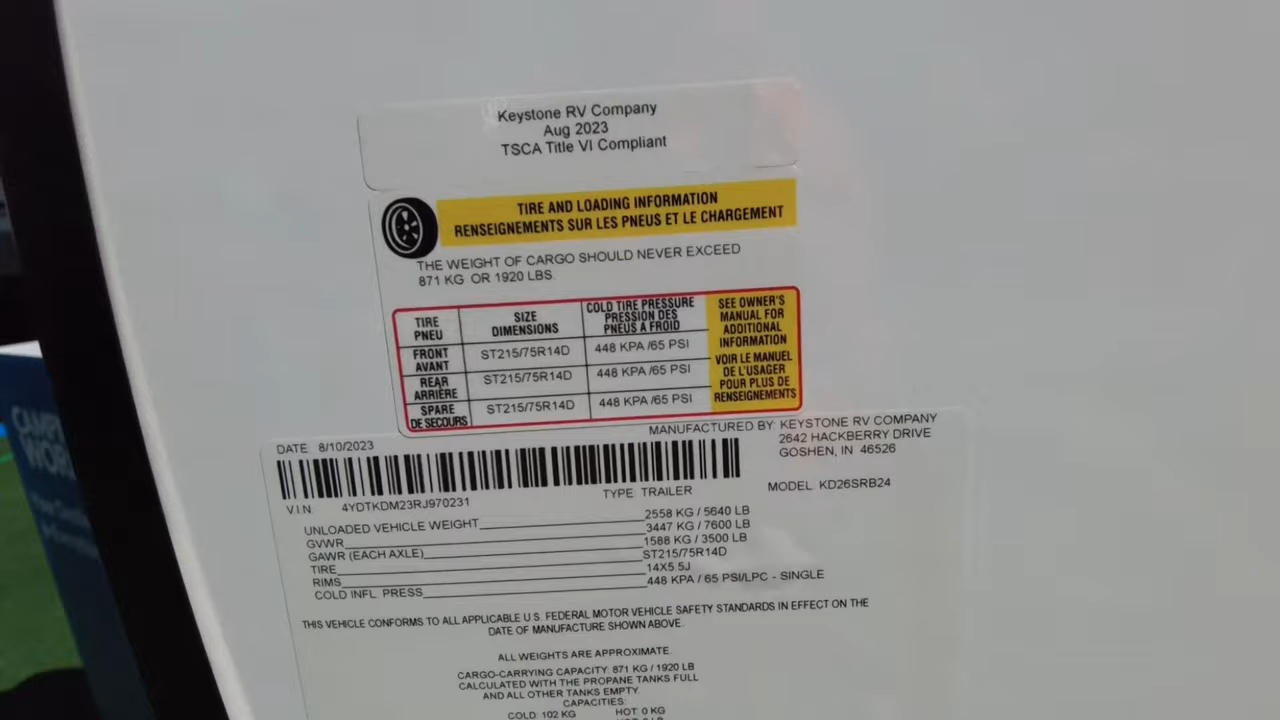 Keystone RV Company
Aug 2023
TSCA Title VI Compliant
TIRE AND LOADING INFORMATION
RENSEIGNEMENTS SUR LES PNEUS ET LE CHARGEMENT
THE WEIGHT OF CARGO SHOULD NEVER EXCEED
871 KG OR 1920 LBS.
TIRE
PNEU
SIZE
DIMENSIONS
COLD TIRE PRESSURE
PRESSION DES
PNEUS A FROID
SEE OWNER'S
MANUAL FOR
ADDITIONAL
INFORMATION
VOIR LE MANUEL
DE L'USAGER
POUR PLUS DE
RENSEIGNEMENTS
FRONT
AVANT
ST215/75R14D
448 KPA /65 PSI
REAR
ARRIÈRE
ST215/75R14D
448 KPA /65 PSI
SPARE
DE SECOURS
ST215/75R14D
448 KPA /65 PSI
DATE 8/10/2023
MANUFACTURED BY: KEYSTONE RV COMPANY
2642 HACKBERRY DRIVE
GOSHEN, IN 46526
V.I.N. 4YDTKDM23RJ970231
TYPE TRAILER
MODEL KD26SRB24
UNLOADED VEHICLE WEIGHT 2558 KG / 5640 LB
GVWR 3447 KG / 7600 LB
GAWR (EACH AXLE) 1588 KG / 3500 LB
TIRE ST215/75R14D
RIMS 14X5.5J
COLD INFL. PRESS 448 KPA / 65 PSI/LPC - SINGLE
THIS VEHICLE CONFORMS TO ALL APPLICABLE U.S. FEDERAL MOTOR VEHICLE SAFETY STANDARDS IN EFFECT ON THE
DATE OF MANUFACTURE SHOWN ABOVE.
ALL WEIGHTS ARE APPROXIMATE.
CARGO-CARRYING CAPACITY: 871 KG / 1920 LB
CALCULATED WITH THE PROPANE TANKS FULL
AND ALL OTHER TANKS EMPTY.
CAPACITIES:
COLD: 102 KG HOT: 0 KG